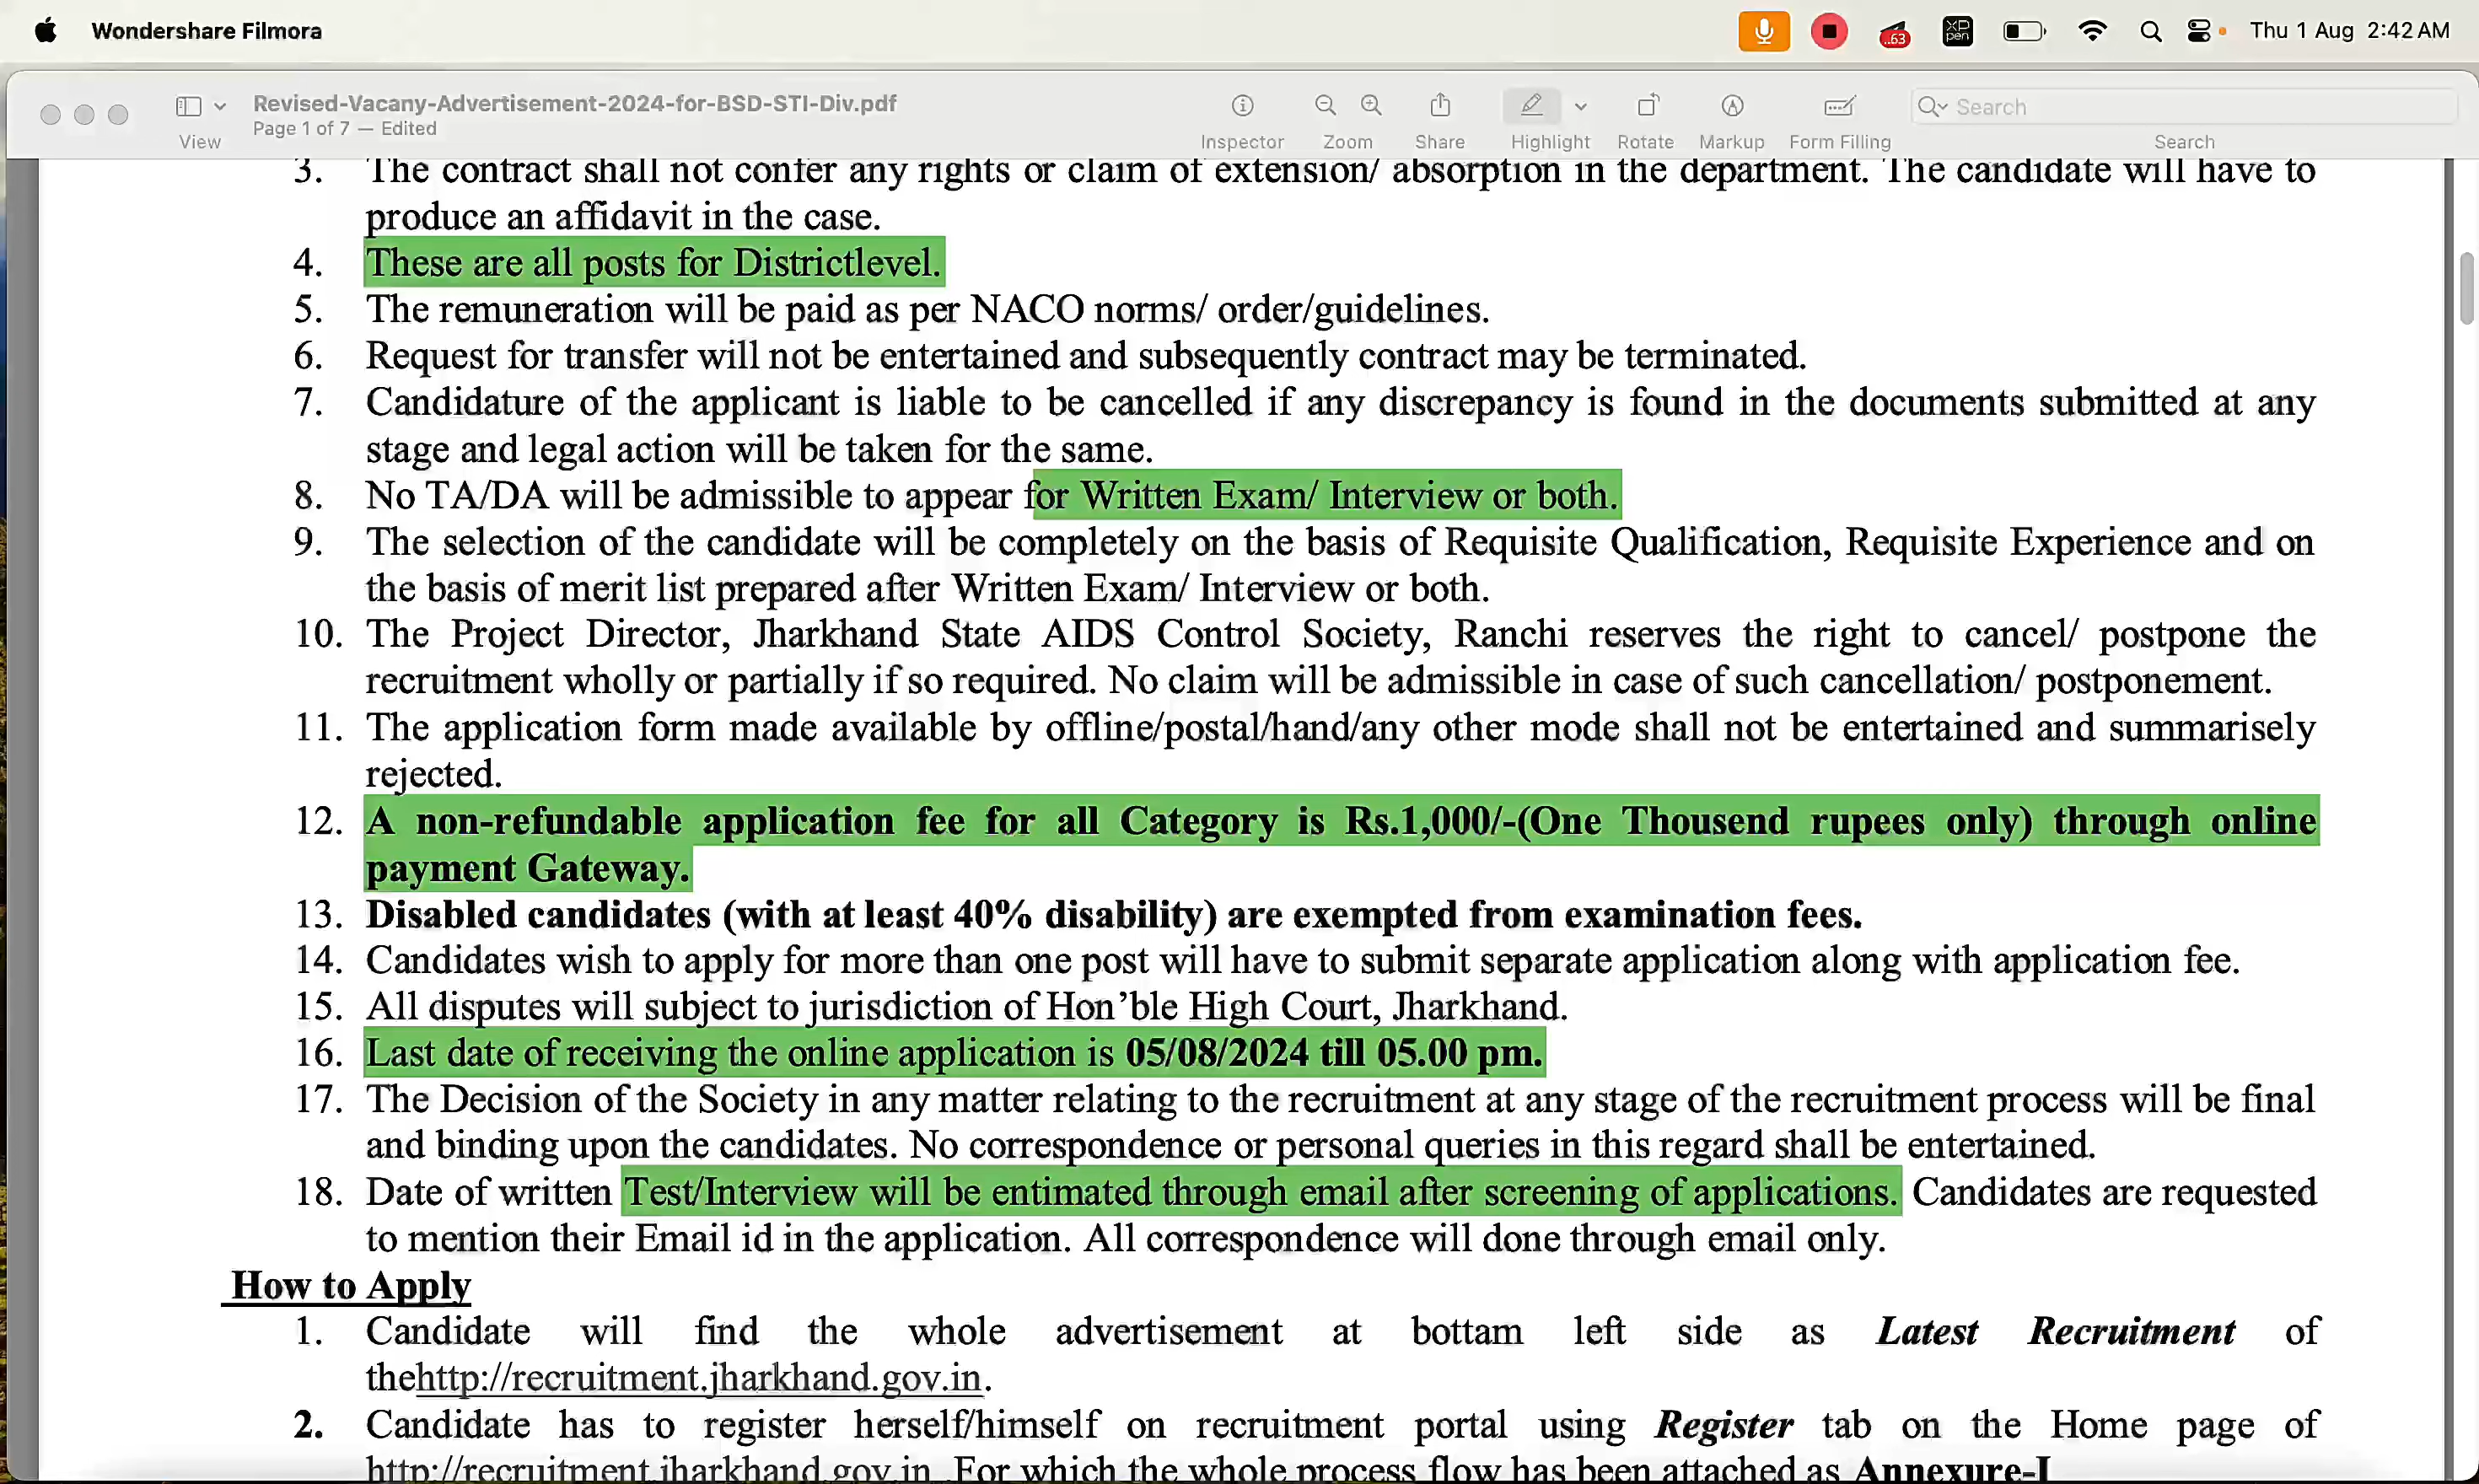 Wondershare Filmora
..63
XP
pen
Thu 1 Aug 2:42 AM
Revised-Vacany-Advertisement-2024-for-BSD-STI-Div.pdf
Page 1 of 7 — Edited
View
Inspector
Zoom
Share
Highlight
Rotate
Markup
Form Filling
Search
Search
3. The contract shall not confer any rights or claim of extension/ absorption in the department. The candidate will have to
produce an affidavit in the case.
4. These are all posts for Districtlevel.
5. The remuneration will be paid as per NACO norms/ order/guidelines.
6. Request for transfer will not be entertained and subsequently contract may be terminated.
7. Candidature of the applicant is liable to be cancelled if any discrepancy is found in the documents submitted at any
stage and legal action will be taken for the same.
8. No TA/DA will be admissible to appear for Written Exam/ Interview or both.
9. The selection of the candidate will be completely on the basis of Requisite Qualification, Requisite Experience and on
the basis of merit list prepared after Written Exam/ Interview or both.
10. The Project Director, Jharkhand State AIDS Control Society, Ranchi reserves the right to cancel/ postpone the
recruitment wholly or partially if so required. No claim will be admissible in case of such cancellation/ postponement.
11. The application form made available by offline/postal/hand/any other mode shall not be entertained and summarisely
rejected.
12. A non-refundable application fee for all Category is Rs.1,000/-(One Thousend rupees only) through online
payment Gateway.
13. Disabled candidates (with at least 40% disability) are exempted from examination fees.
14. Candidates wish to apply for more than one post will have to submit separate application along with application fee.
15. All disputes will subject to jurisdiction of Hon’ble High Court, Jharkhand.
16. Last date of receiving the online application is 05/08/2024 till 05.00 pm.
17. The Decision of the Society in any matter relating to the recruitment at any stage of the recruitment process will be final
and binding upon the candidates. No correspondence or personal queries in this regard shall be entertained.
18. Date of written Test/Interview will be entimated through email after screening of applications. Candidates are requested
to mention their Email id in the application. All correspondence will done through email only.
How to Apply
1. Candidate will find the whole advertisement at bottam left side as Latest Recruitment of
thehttp://recruitment.jharkhand.gov.in.
2. Candidate has to register herself/himself on recruitment portal using Register tab on the Home page of
http://recruitment.jharkhand.gov.in. For which the whole process flow has been attached as Annexure-I